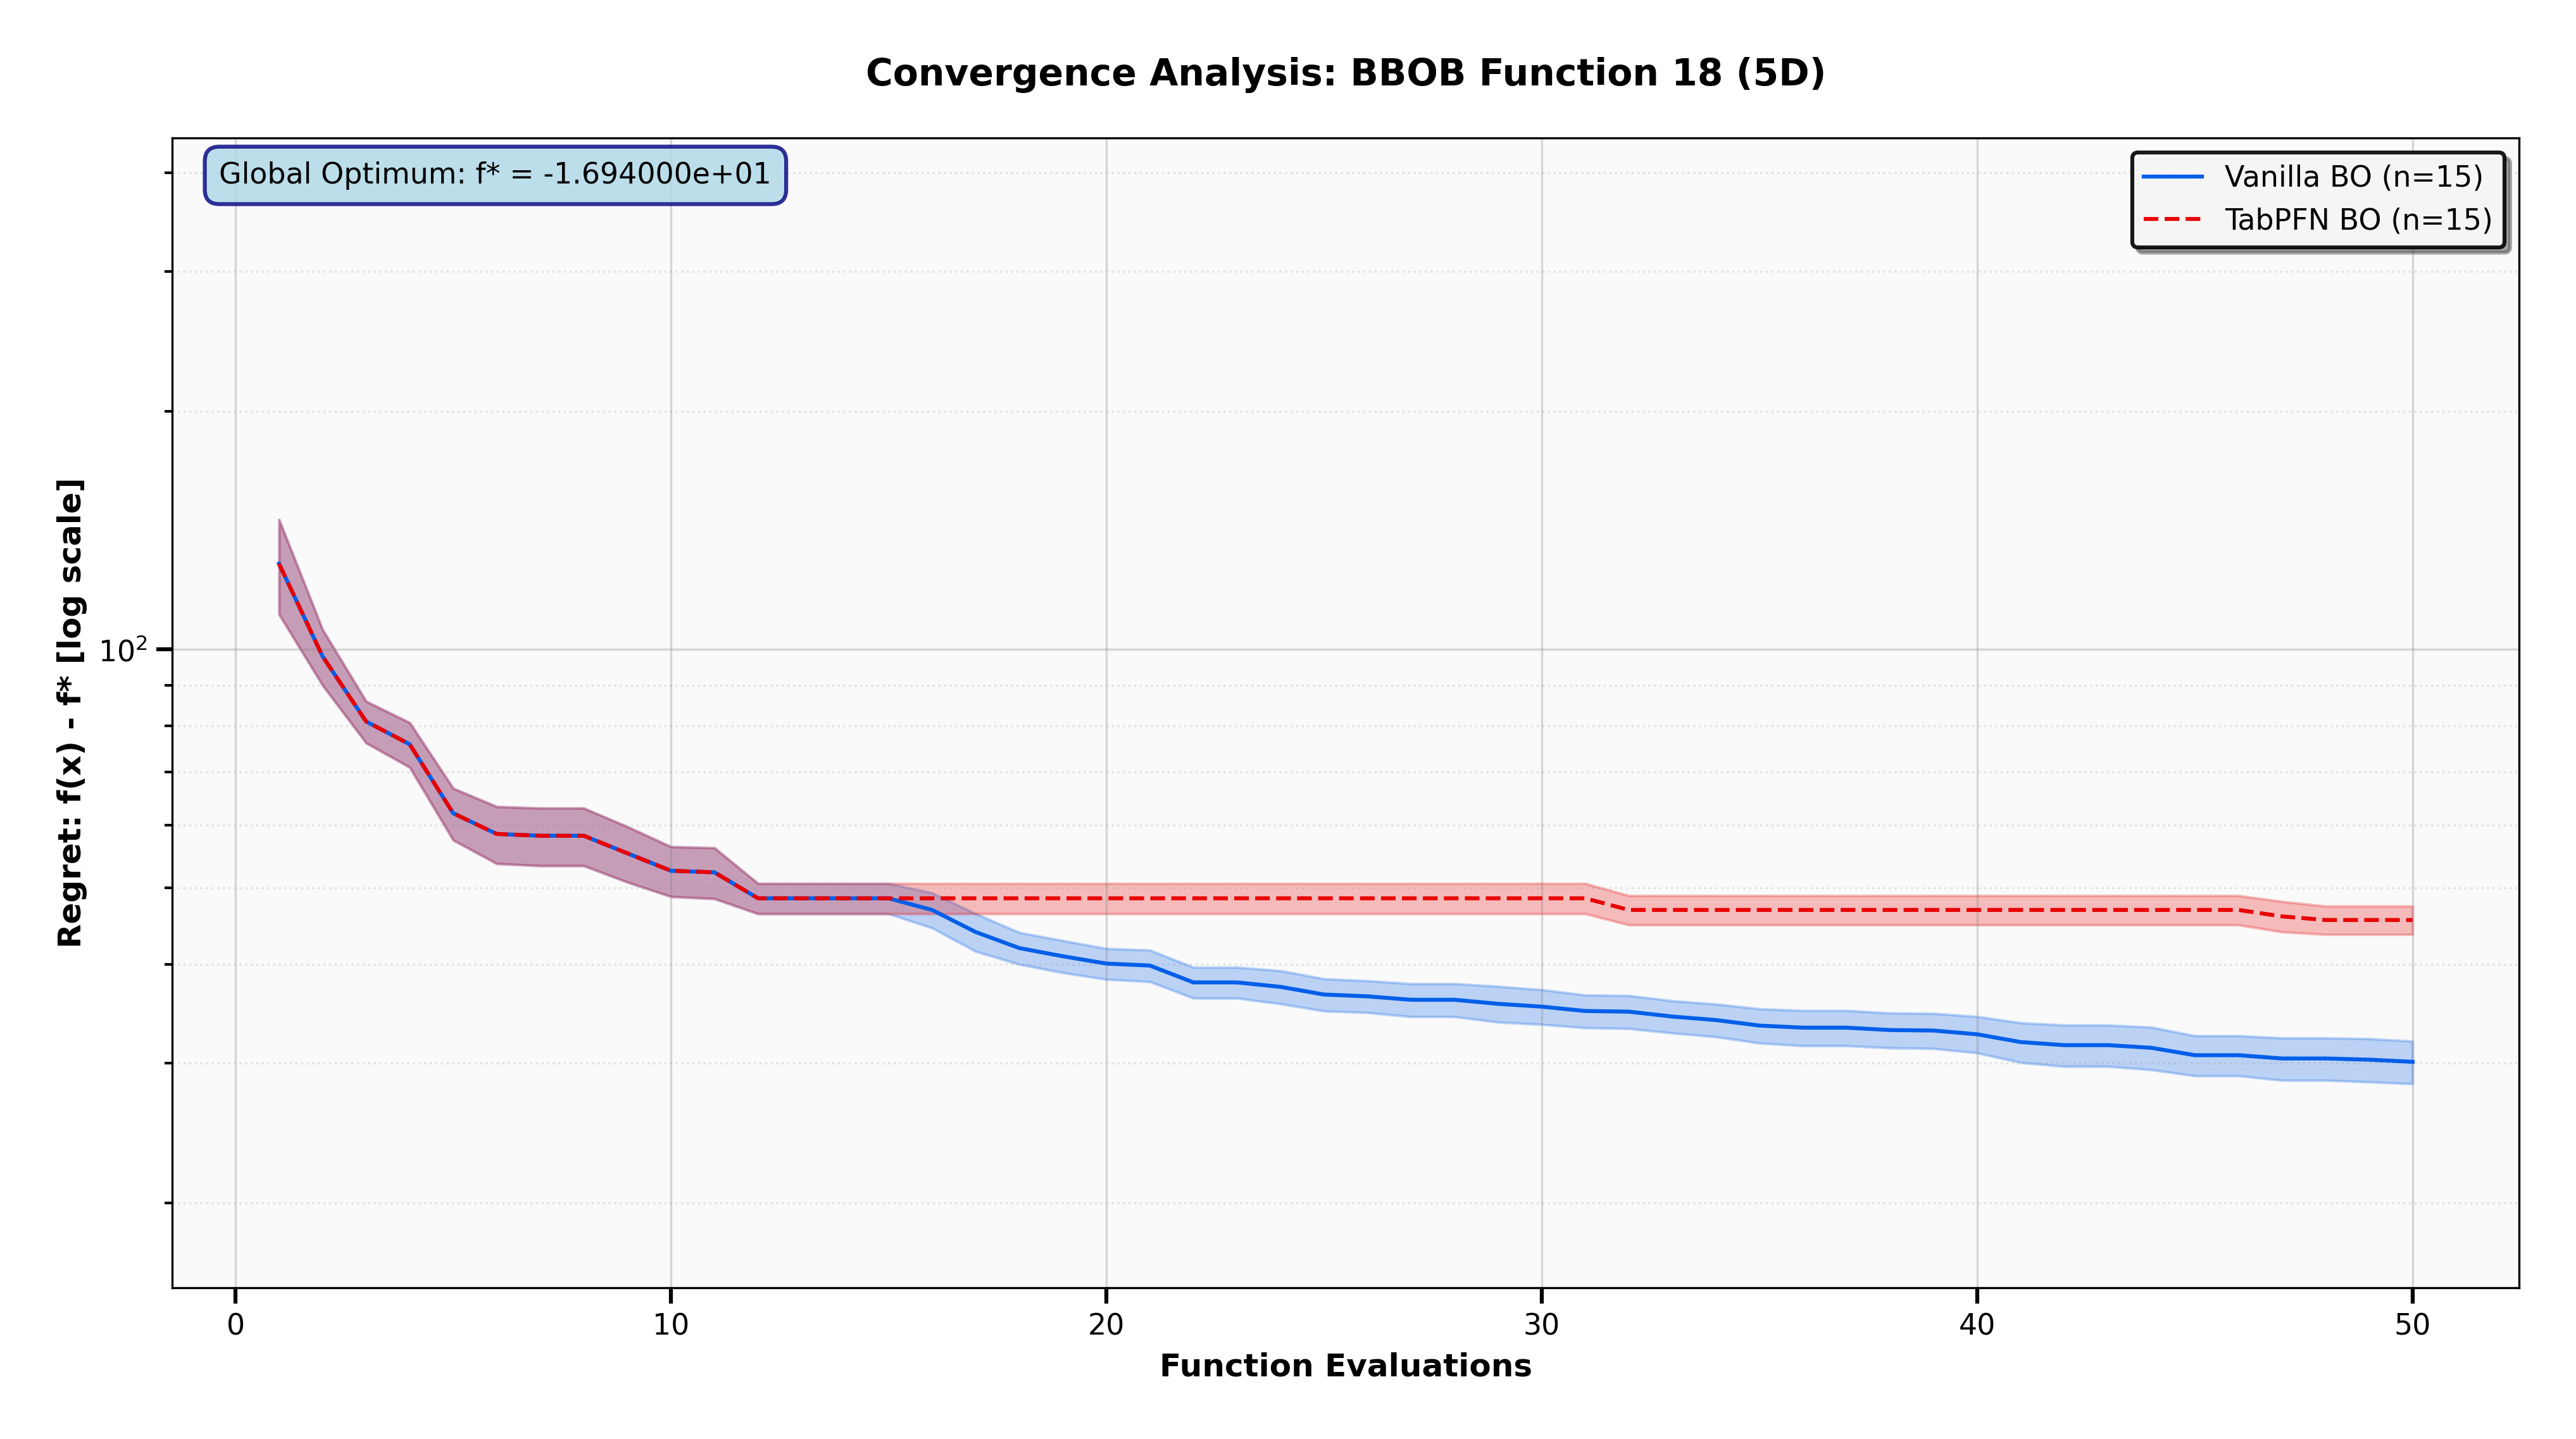 Convergence Analysis: BBOB Function 18 (5D)
Global Optimum: f* = -1.694000e+01
Vanilla BO (n=15)
TabPFN BO (n=15)
Regret: f(x) - f* [log scale]
10²
0 10 20 30 40 50
Function Evaluations